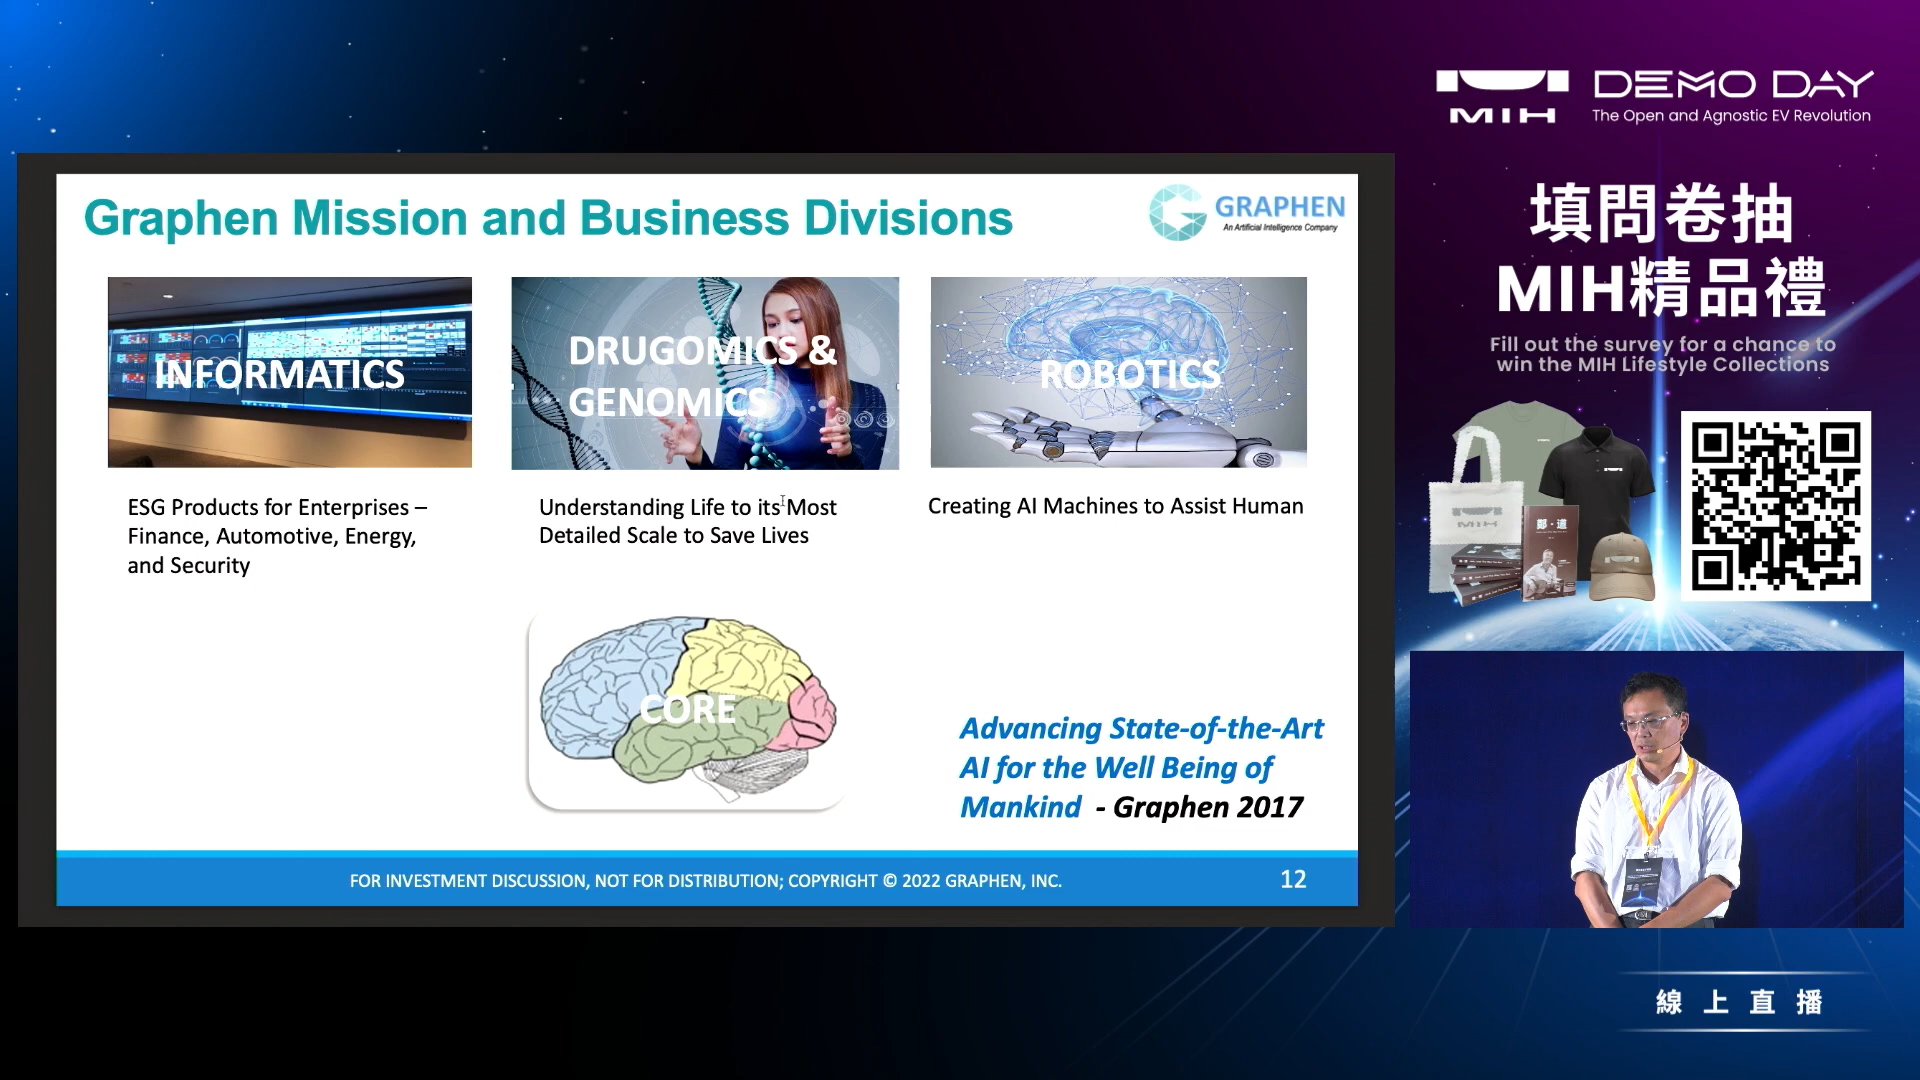 MIH
DEMO DAY
The Open and Agnostic EV Revolution
Graphen Mission and Business Divisions
GRAPHEN
An Artificial Intelligence Company
INFORMATICS
DRUGOMICS &
GENOMICS
ROBOTICS
ESG Products for Enterprises –
Finance, Automotive, Energy,
and Security
Understanding Life to its Most
Detailed Scale to Save Lives
Creating AI Machines to Assist Human
CORE
Advancing State-of-the-Art
AI for the Well Being of
Mankind - Graphen 2017
FOR INVESTMENT DISCUSSION, NOT FOR DISTRIBUTION; COPYRIGHT © 2022 GRAPHEN, INC.
12
填問卷抽
MIH精品禮
Fill out the survey for a chance to
win the MIH Lifestyle Collections
MIH
線上直播